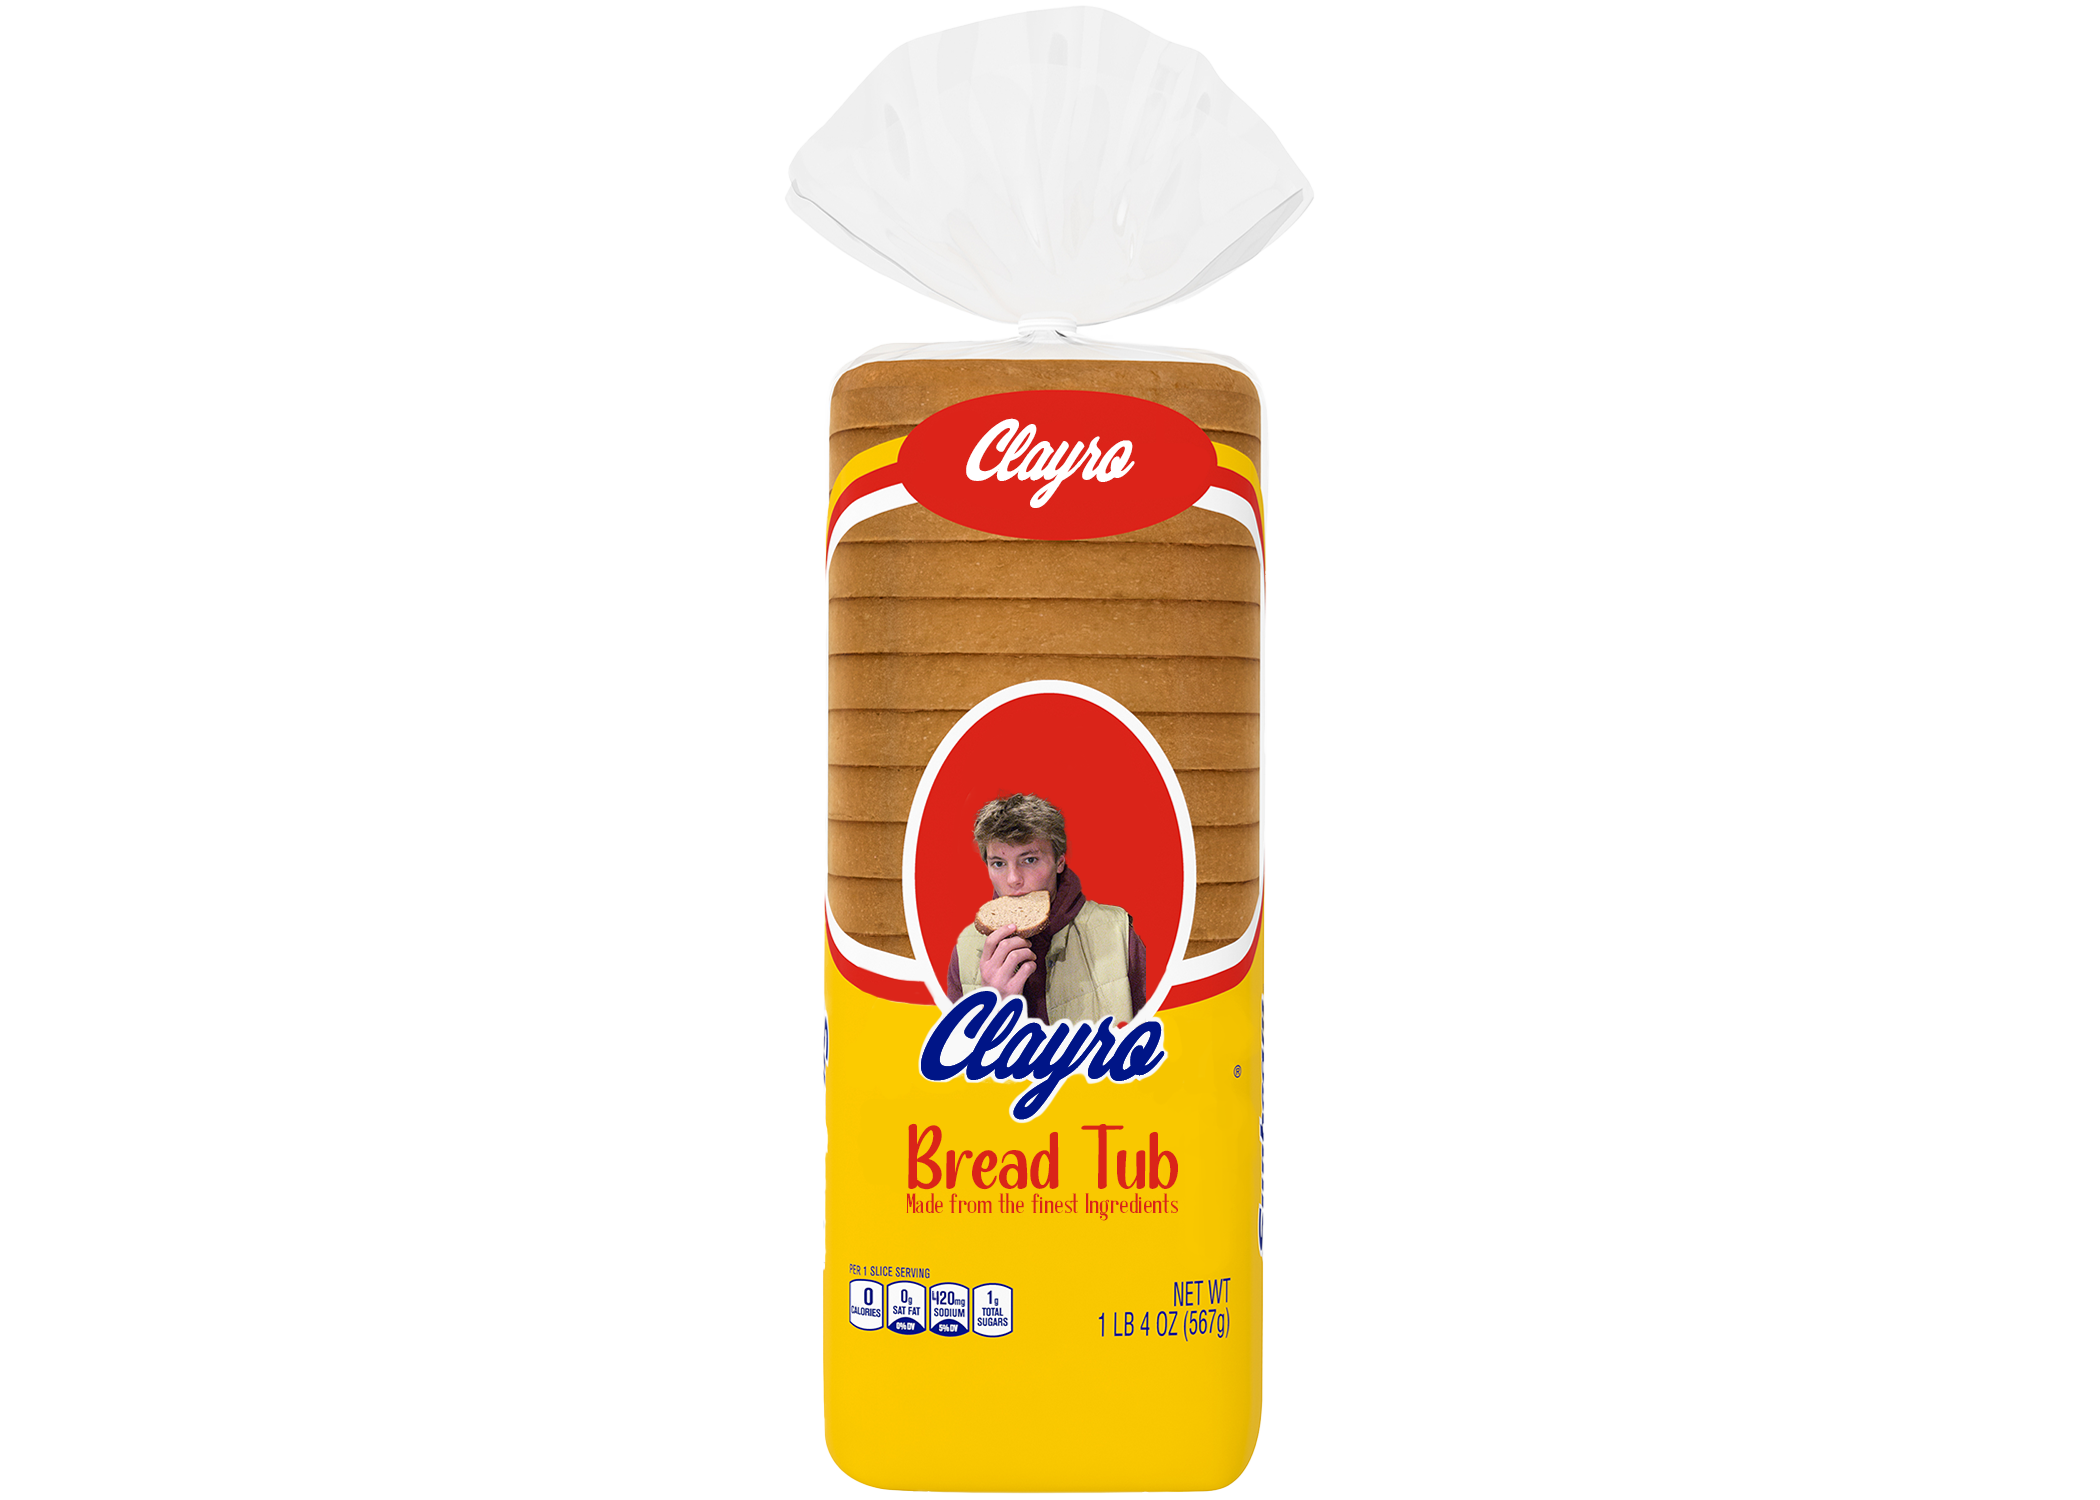 Clayro
Clayro
®
Bread Tub
Made from the finest Ingredients
PER 1 SLICE SERVING
0
CALORIES
0g
SAT FAT
0% DV
420mg
SODIUM
5% DV
1g
TOTAL
SUGARS
NET WT
1 LB 4 OZ (567g)